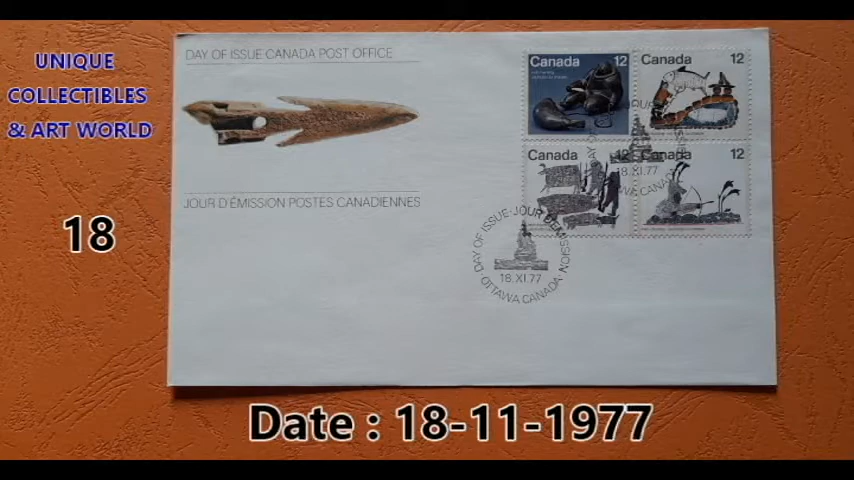 UNIQUE
COLLECTIBLES
& ART WORLD
18
DAY OF ISSUE CANADA POST OFFICE
JOUR D'ÉMISSION POSTES CANADIENNES
Canada 12
Canada 12
Canada 12
Canada 12
18.XI.77
DAY OF ISSUE-JOUR D'ÉMISSION
18.XI.77
OTTAWA CANADA
Date : 18-11-1977